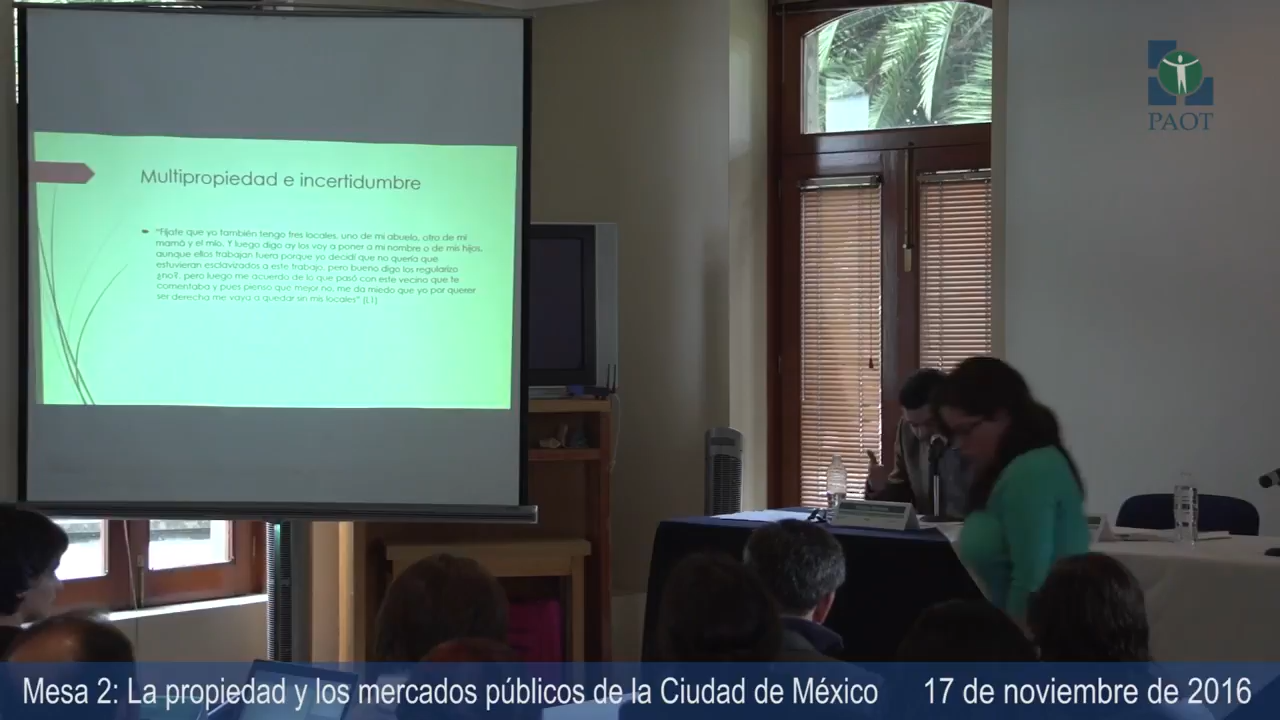 PAOT
Multipropiedad e incertidumbre
"Fíjate que yo también tengo tres locales, uno de mi abuelo, otro de mi
mamá y el mío. Y luego digo ay los voy a poner a mi nombre o de mis hijos,
aunque ellos trabajan fuera porque yo decidí que no quería que
estuvieran esclavizados a este trabajo, pero bueno digo los regularizo
¿no?, pero luego me acuerdo de lo que pasó con este vecino que te
comentaba y pues pienso que mejor no, me da miedo que yo por querer
ser derecha me vaya a quedar sin mis locales" (L1)
Mesa 2: La propiedad y los mercados públicos de la Ciudad de México 17 de noviembre de 2016